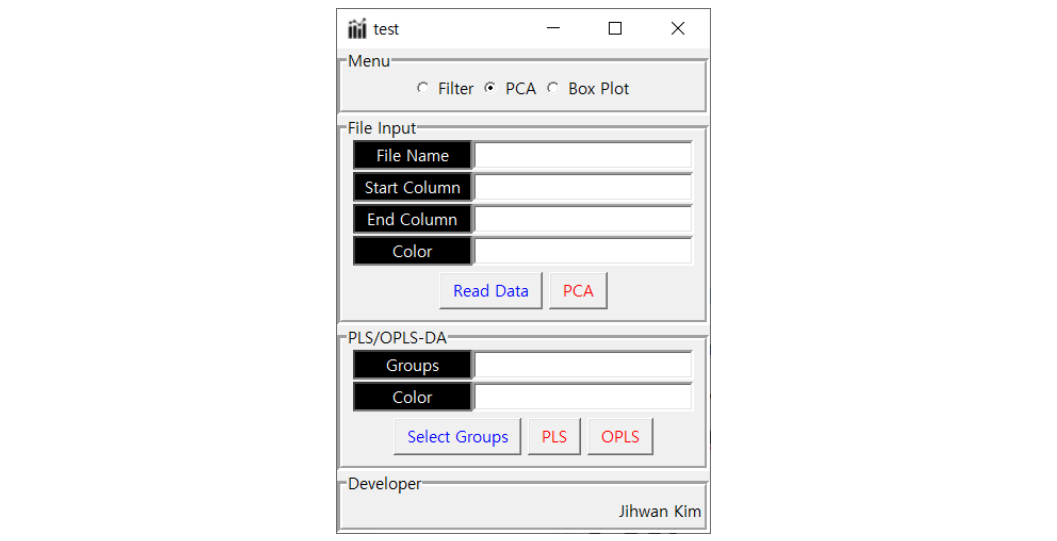 test
Menu
Filter PCA Box Plot
File Input
File Name
Start Column
End Column
Color
Read Data PCA
PLS/OPLS-DA
Groups
Color
Select Groups PLS OPLS
Developer
Jihwan Kim